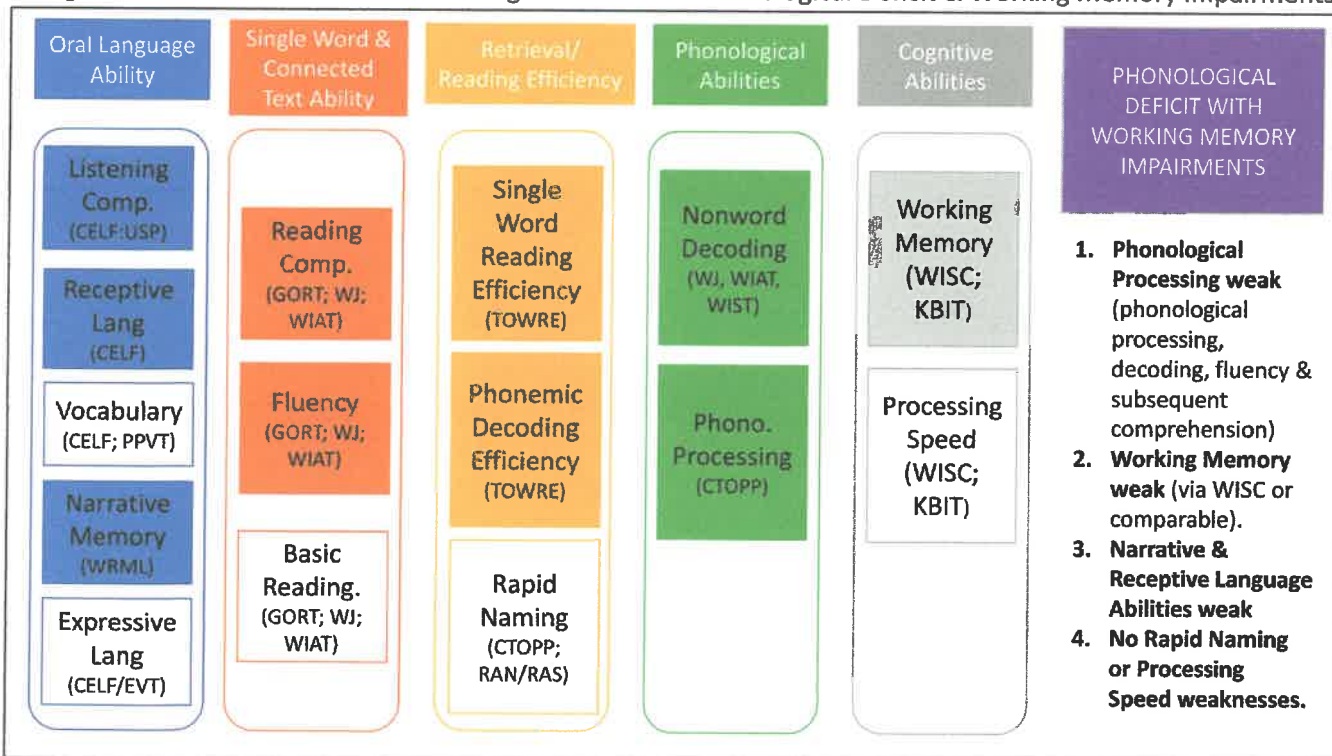 Working Memory Impairments
Oral Language
Ability
Single Word &
Connected
Text Ability
Retrieval/
Reading Efficiency
Phonological
Abilities
Cognitive
Abilities
PHONOLOGICAL
DEFICIT WITH
WORKING MEMORY
IMPAIRMENTS
Listening
Comp.
(CELF:USP)
Receptive
Lang
(CELF)
Vocabulary
(CELF; PPVT)
Narrative
Memory
(WRML)
Expressive
Lang
(CELF/EVT)
Reading
Comp.
(GORT; WJ;
WIAT)
Fluency
(GORT; WJ;
WIAT)
Basic
Reading.
(GORT; WJ;
WIAT)
Single
Word
Reading
Efficiency
(TOWRE)
Phonemic
Decoding
Efficiency
(TOWRE)
Rapid
Naming
(CTOPP;
RAN/RAS)
Nonword
Decoding
(WJ, WIAT,
WIST)
Phono.
Processing
(CTOPP)
Working
Memory
(WISC;
KBIT)
Processing
Speed
(WISC;
KBIT)
1. Phonological
Processing weak
(phonological
processing,
decoding, fluency &
subsequent
comprehension)
2. Working Memory
weak (via WISC or
comparable).
3. Narrative &
Receptive Language
Abilities weak
4. No Rapid Naming
or Processing
Speed weaknesses.